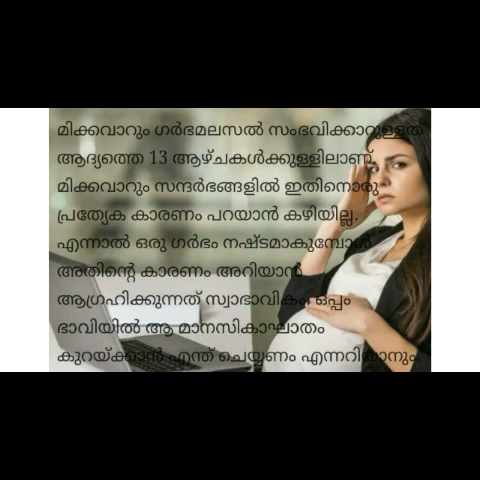 മിക്കവാറും ഗർഭമലസൽ സംഭവിക്കാറുള്ളത്
ആദ്യത്തെ 13 ആഴ്ചകൾക്കുള്ളിലാണ്.
മിക്കവാറും സന്ദർഭങ്ങളിൽ ഇതിനൊരു
പ്രത്യേക കാരണം പറയാൻ കഴിയില്ല.
എന്നാൽ ഒരു ഗർഭം നഷ്ടമാകുമ്പോൾ
അതിന്റെ കാരണം അറിയാൻ
ആഗ്രഹിക്കുന്നത് സ്വാഭാവികം, ഒപ്പം
ഭാവിയിൽ ആ മാനസികാഘാതം
കുറയ്ക്കാൻ എന്ത് ചെയ്യണം എന്നറിയാനും.